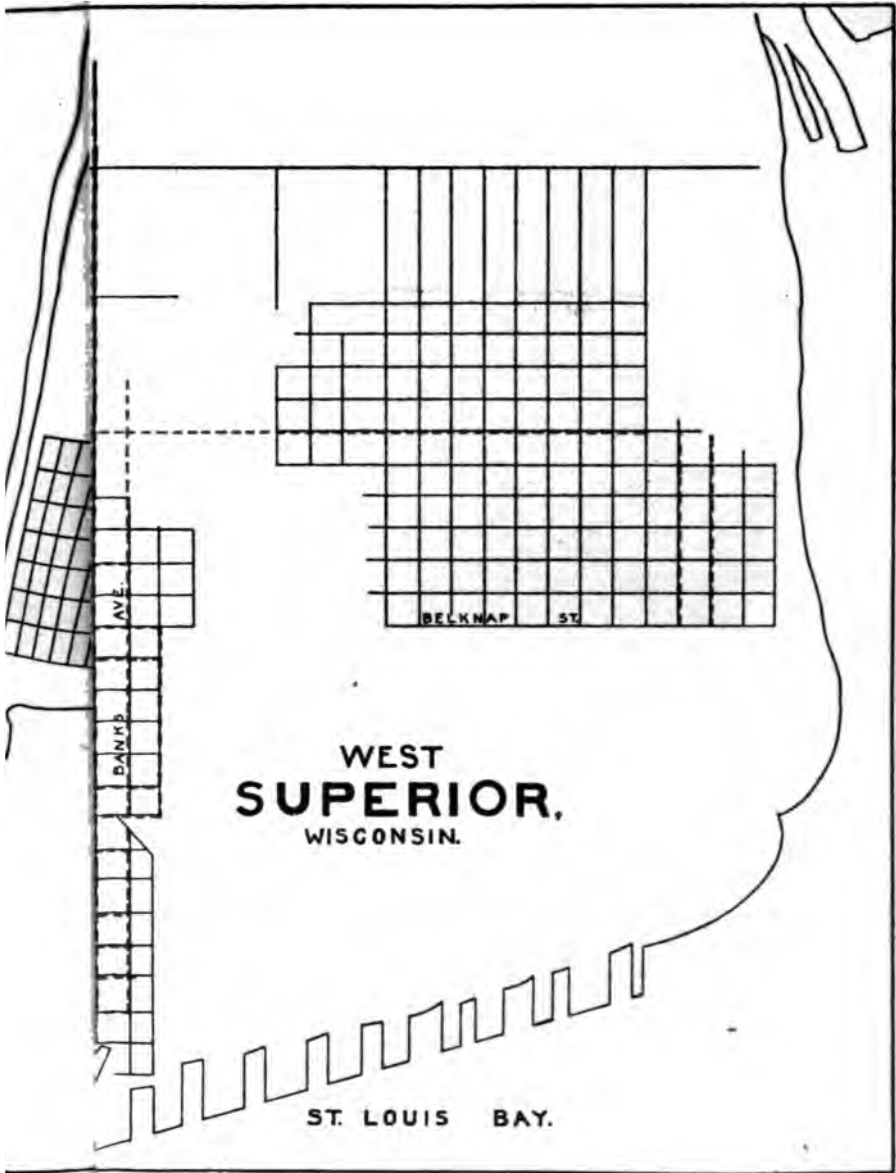 BELKNAP ST.
BANKS AVE.
WEST
SUPERIOR,
WISCONSIN.
ST. LOUIS BAY.